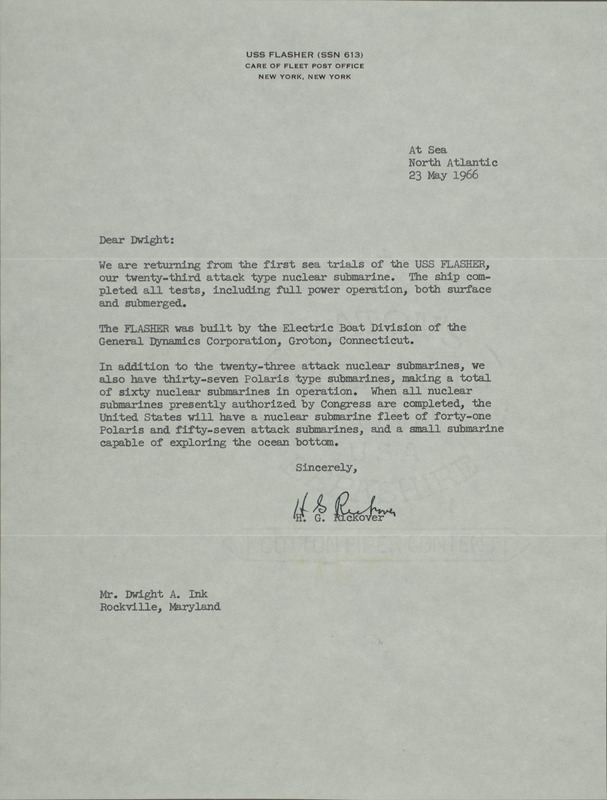 USS FLASHER (SSN 613)
CARE OF FLEET POST OFFICE
NEW YORK, NEW YORK
At Sea
North Atlantic
23 May 1966
Dear Dwight:
We are returning from the first sea trials of the USS FLASHER,
our twenty-third attack type nuclear submarine. The ship com-
pleted all tests, including full power operation, both surface
and submerged.
The FLASHER was built by the Electric Boat Division of the
General Dynamics Corporation, Groton, Connecticut.
In addition to the twenty-three attack nuclear submarines, we
also have thirty-seven Polaris type submarines, making a total
of sixty nuclear submarines in operation. When all nuclear
submarines presently authorized by Congress are completed, the
United States will have a nuclear submarine fleet of forty-one
Polaris and fifty-seven attack submarines, and a small submarine
capable of exploring the ocean bottom.
Sincerely,
H G Rickover
H. G. Rickover
Mr. Dwight A. Ink
Rockville, Maryland